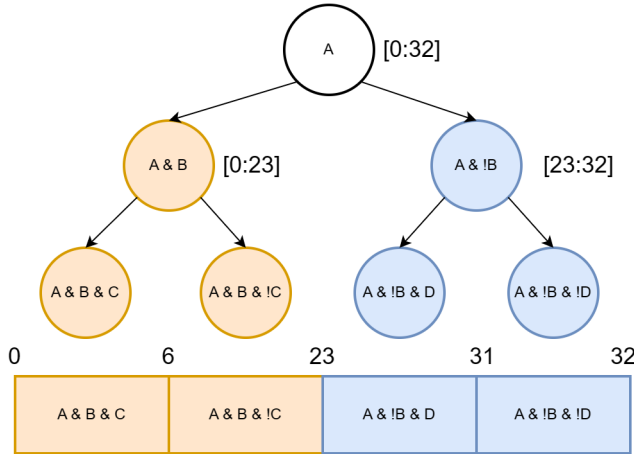 A [0:32]
A & B [0:23] A & !B [23:32]
A & B & C A & B & !C A & !B & D A & !B & !D
0 6 23 31 32
A & B & C A & B & !C A & !B & D A & !B & !D